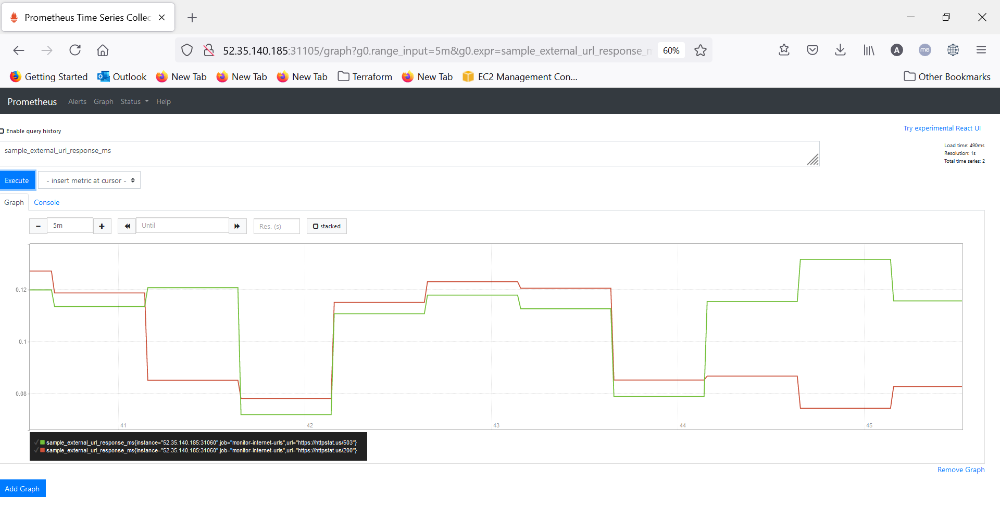 Prometheus Time Series Collec
52.35.140.185:31105/graph?g0.range_input=5m&g0.expr=sample_external_url_response_m
60%
A
me
Getting Started
Outlook
New Tab
New Tab
New Tab
Terraform
New Tab
EC2 Management Con...
Other Bookmarks
Prometheus
Alerts
Graph
Status
Help
Enable query history
Try experimental React UI
sample_external_url_response_ms
Load time: 490ms
Resolution: 1s
Total time series: 2
Execute
- insert metric at cursor -
Graph
Console
5m
Until
Res. (s)
stacked
0.12
0.1
0.08
41
42
43
44
45
sample_external_url_response_ms{instance="52.35.140.185:31060",job="monitor-internet-urls",url="https://httpstat.us/503"}
sample_external_url_response_ms{instance="52.35.140.185:31060",job="monitor-internet-urls",url="https://httpstat.us/200"}
Remove Graph
Add Graph